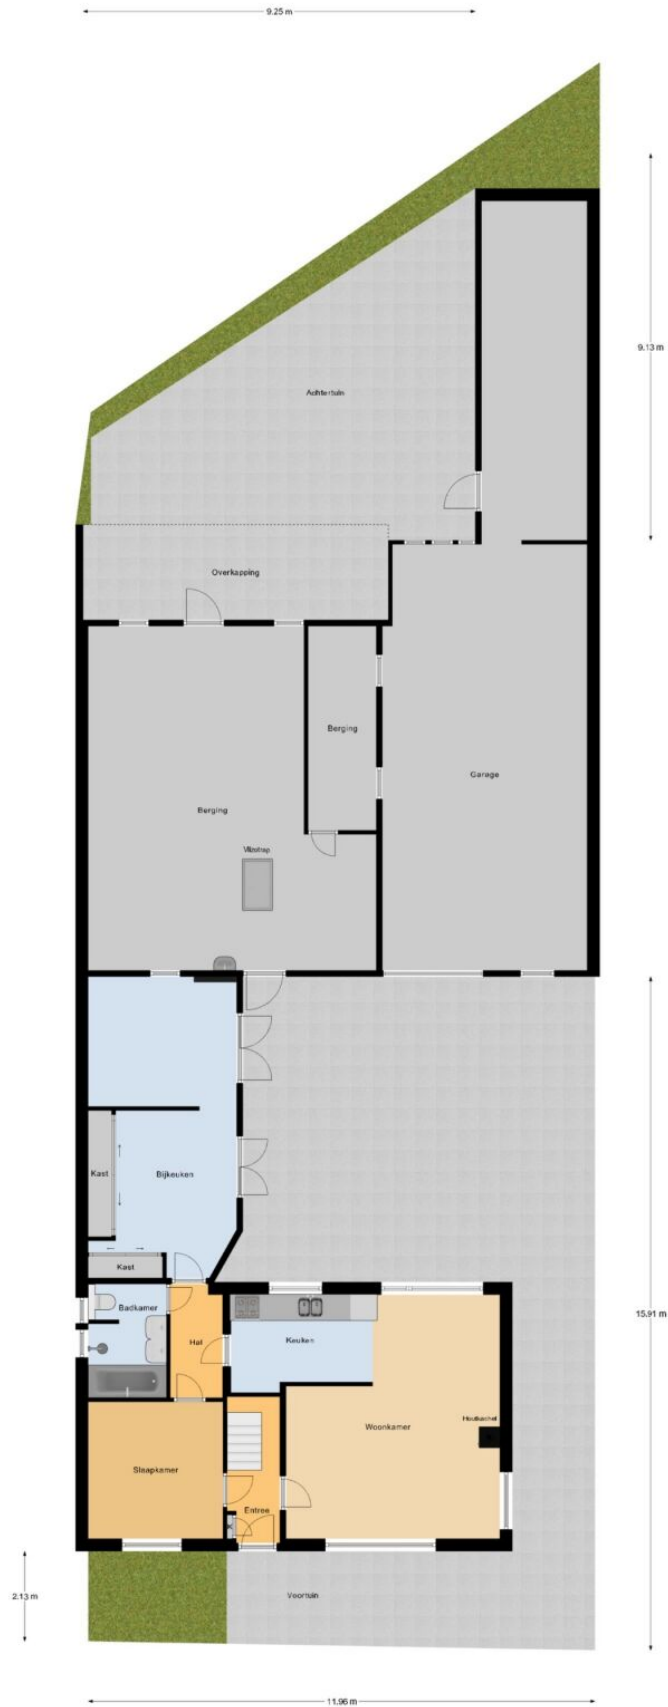 9.25 m
9.13 m
Achtertuin
Overkapping
Berging
Garage
Berging
Vlizotrap
Kast
Bijkeuken
Kast
Badkamer
15.91 m
Hal
Keuken
Houtkachel
Woonkamer
Slaapkamer
Entree
2.13 m
Voortuin
11.96 m